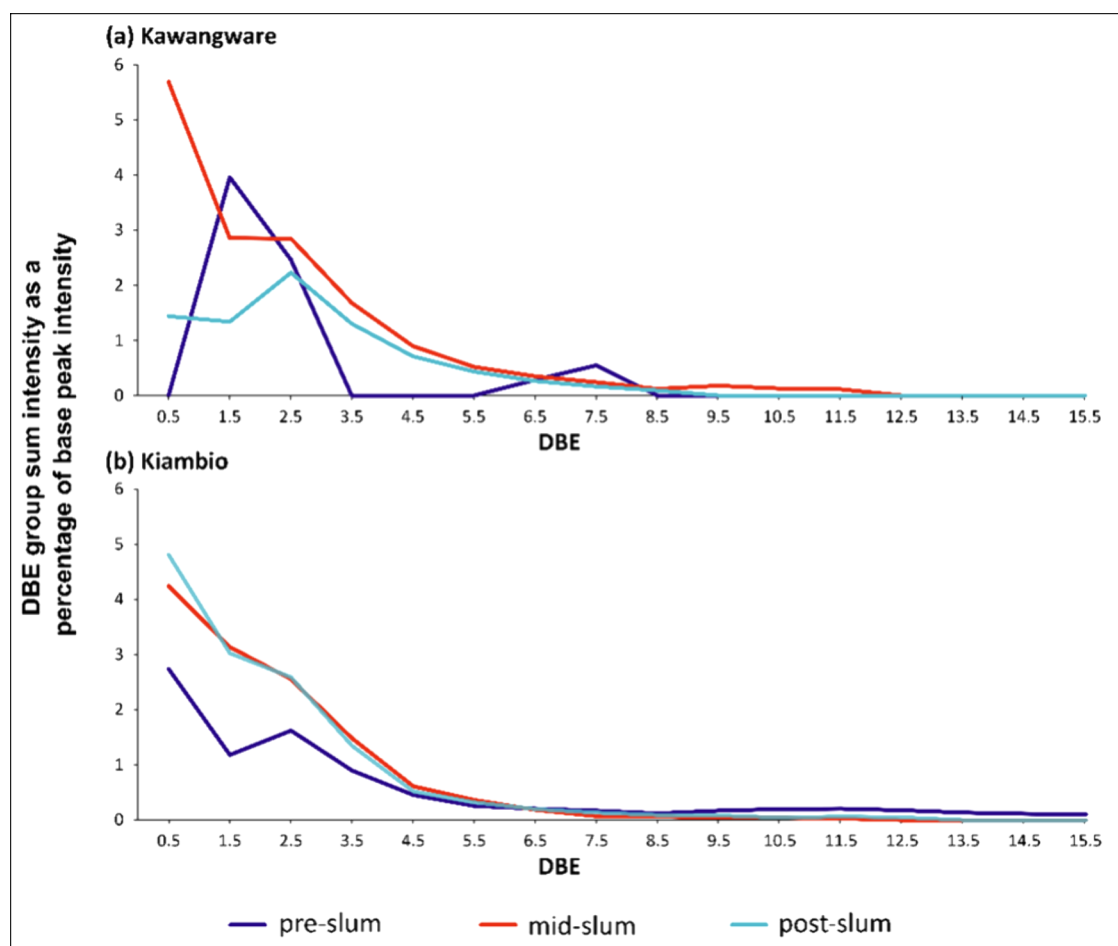 (a) Kawangware
6
5
4
3
2
1
0
0.5 1.5 2.5 3.5 4.5 5.5 6.5 7.5 8.5 9.5 10.5 11.5 12.5 13.5 14.5 15.5
DBE
DBE group sum intensity as a
percentage of base peak intensity
(b) Kiambio
6
5
4
3
2
1
0
0.5 1.5 2.5 3.5 4.5 5.5 6.5 7.5 8.5 9.5 10.5 11.5 12.5 13.5 14.5 15.5
DBE
pre-slum mid-slum post-slum